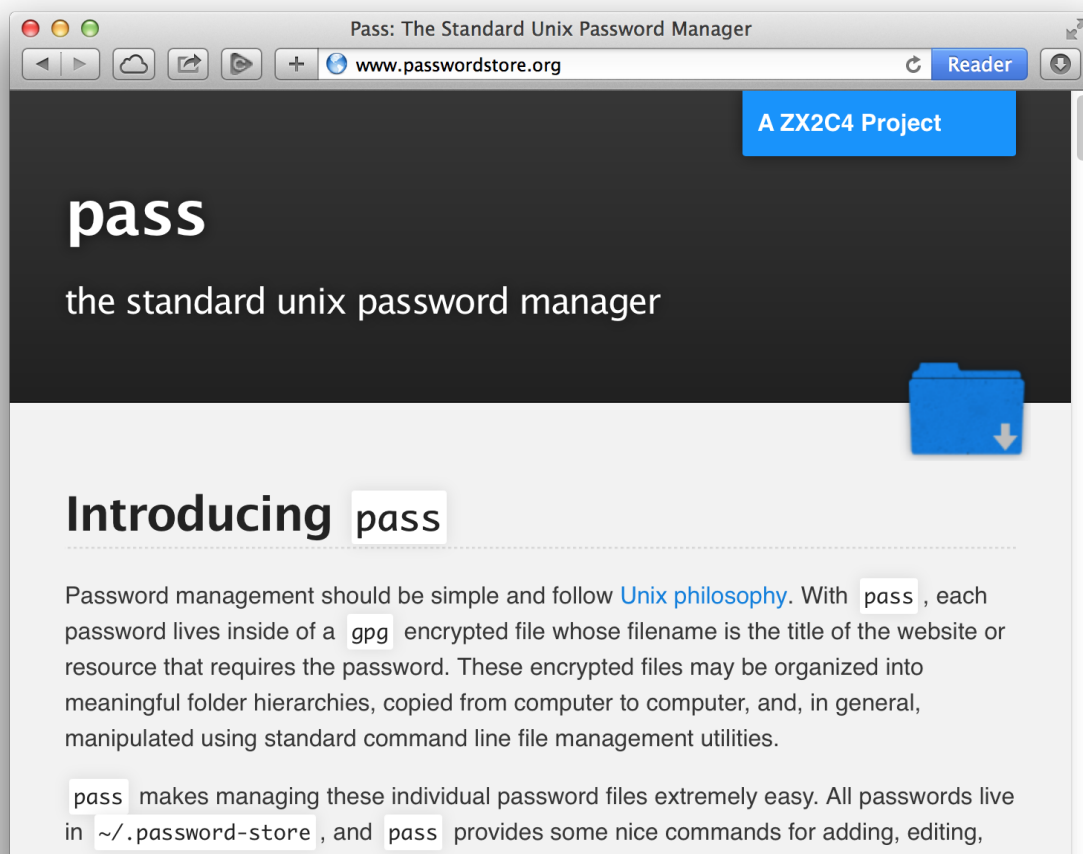 Pass: The Standard Unix Password Manager
www.passwordstore.org
Reader
A ZX2C4 Project
pass
the standard unix password manager
Introducing pass
Password management should be simple and follow Unix philosophy. With pass, each
password lives inside of a gpg encrypted file whose filename is the title of the website or
resource that requires the password. These encrypted files may be organized into
meaningful folder hierarchies, copied from computer to computer, and, in general,
manipulated using standard command line file management utilities.
pass makes managing these individual password files extremely easy. All passwords live
in ~/.password-store, and pass provides some nice commands for adding, editing,